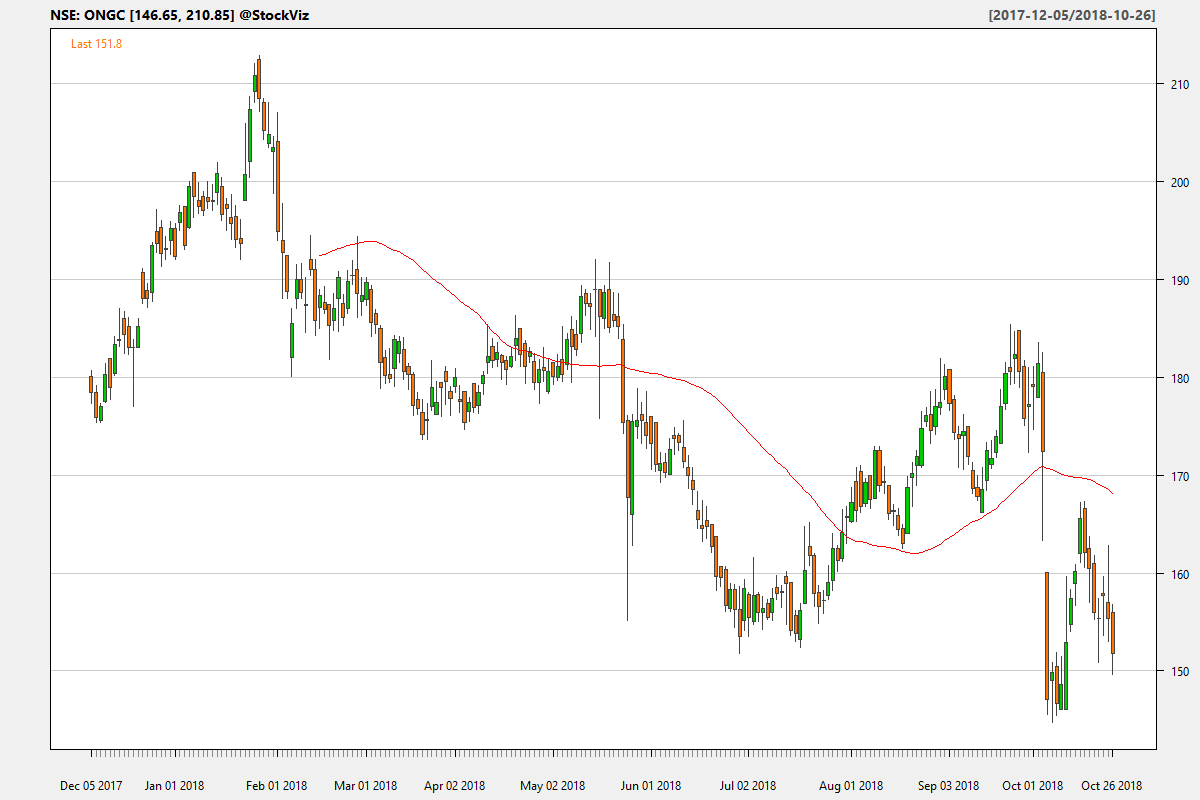 NSE: ONGC [146.65, 210.85] @StockViz [2017-12-05/2018-10-26]
Last 151.8
210
200
190
180
170
160
150
Dec 05 2017 Jan 01 2018 Feb 01 2018 Mar 01 2018 Apr 02 2018 May 02 2018 Jun 01 2018 Jul 02 2018 Aug 01 2018 Sep 03 2018 Oct 01 2018 Oct 26 2018